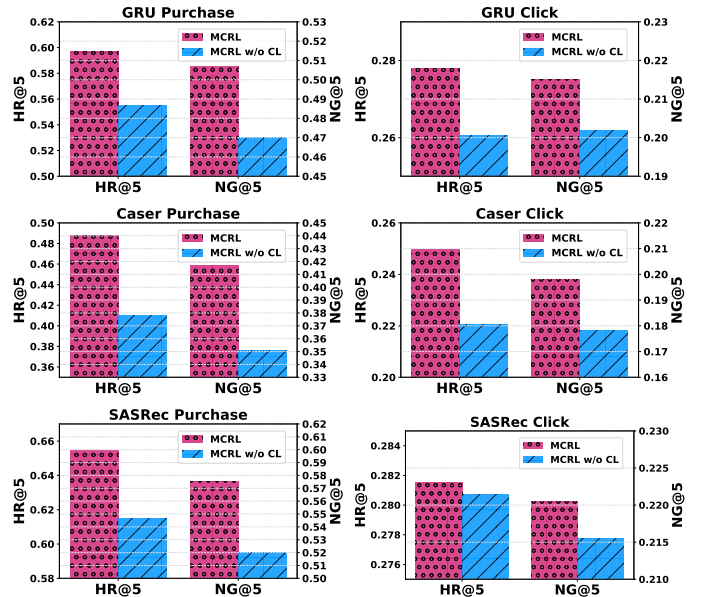 GRU Purchase
0.62
0.60
0.58
0.56
0.54
0.52
0.50
HR@5
0.53
0.52
0.51
0.50
0.49
0.48
0.47
0.46
0.45
NG@5
MCRL
MCRL w/o CL
HR@5
NG@5
GRU Click
0.28
0.26
HR@5
0.23
0.22
0.21
0.20
0.19
NG@5
MCRL
MCRL w/o CL
HR@5
NG@5
Caser Purchase
0.50
0.48
0.46
0.44
0.42
0.40
0.38
0.36
HR@5
0.45
0.44
0.43
0.42
0.41
0.40
0.39
0.38
0.37
0.36
0.35
0.34
0.33
NG@5
MCRL
MCRL w/o CL
HR@5
NG@5
Caser Click
0.26
0.24
0.22
0.20
HR@5
0.22
0.21
0.20
0.19
0.18
0.17
0.16
NG@5
MCRL
MCRL w/o CL
HR@5
NG@5
SASRec Purchase
0.66
0.64
0.62
0.60
0.58
HR@5
0.62
0.61
0.60
0.59
0.58
0.57
0.56
0.55
0.54
0.53
0.52
0.51
0.50
NG@5
MCRL
MCRL w/o CL
HR@5
NG@5
SASRec Click
0.284
0.282
0.280
0.278
0.276
HR@5
0.230
0.225
0.220
0.215
0.210
NG@5
MCRL
MCRL w/o CL
HR@5
NG@5